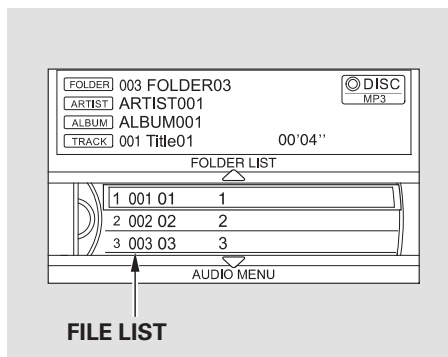 FOLDER 003 FOLDER03
DISC
MP3
ARTIST ARTIST001
ALBUM ALBUM001
TRACK 001 Title01 00'04''
FOLDER LIST
1 001 01 1
2 002 02 2
3 003 03 3
AUDIO MENU
FILE LIST